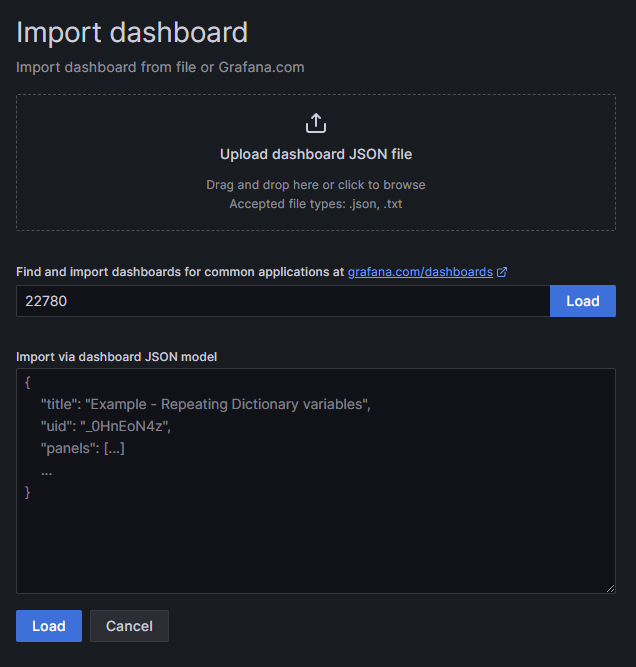 Import dashboard
Import dashboard from file or Grafana.com
Upload dashboard JSON file
Drag and drop here or click to browse
Accepted file types: .json, .txt
Find and import dashboards for common applications at grafana.com/dashboards
22780 Load
Import via dashboard JSON model
{
"title": "Example - Repeating Dictionary variables",
"uid": "_0HnEoN4z",
"panels": [...]
...
}
Load Cancel